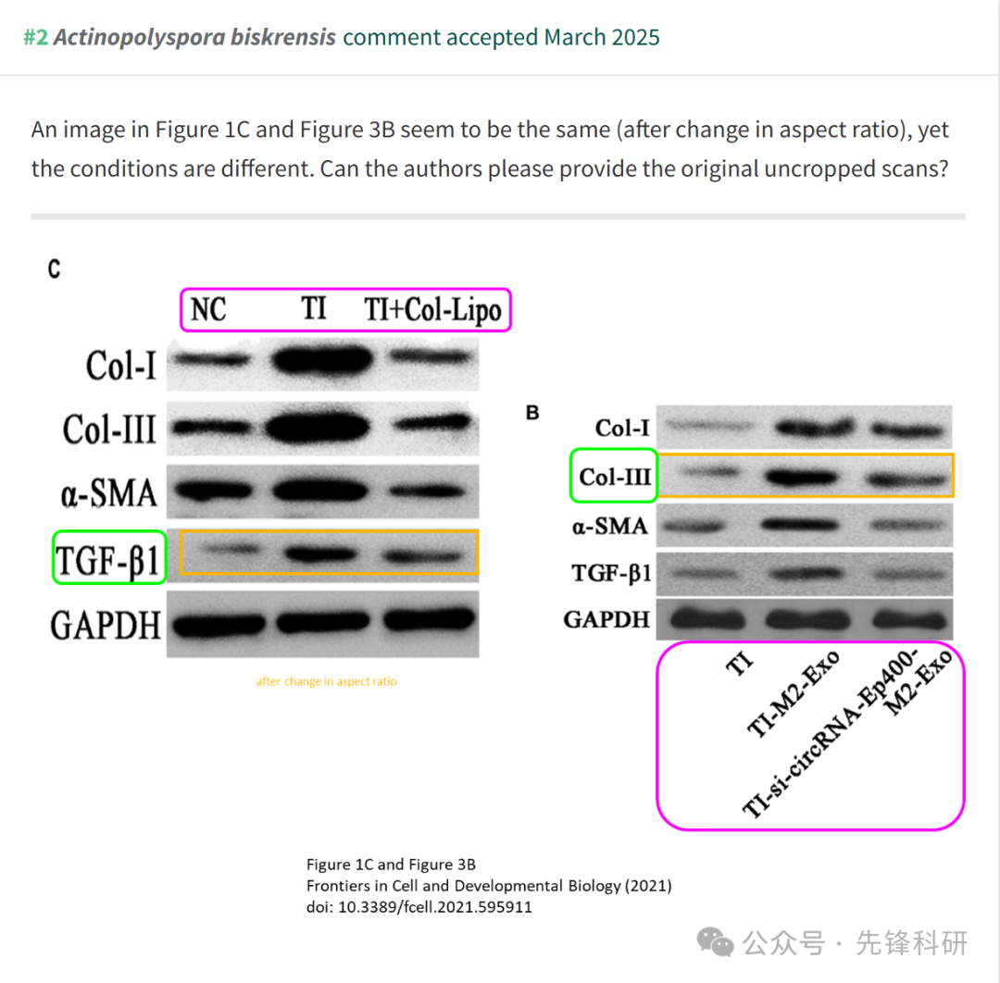 #2 Actinopolyspora biskrensis comment accepted March 2025
An image in Figure 1C and Figure 3B seem to be the same (after change in aspect ratio), yet
the conditions are different. Can the authors please provide the original uncropped scans?
C
NC TI TI+Col-Lipo
Col-I
Col-III
α-SMA
TGF-β1
GAPDH
after change in aspect ratio
B
Col-I
Col-III
α-SMA
TGF-β1
GAPDH
TI
TI-M2-Exo
TI-si-circRNA-Ep400-
M2-Exo
Figure 1C and Figure 3B
Frontiers in Cell and Developmental Biology (2021)
doi: 10.3389/fcell.2021.595911
公众号 · 先锋科研